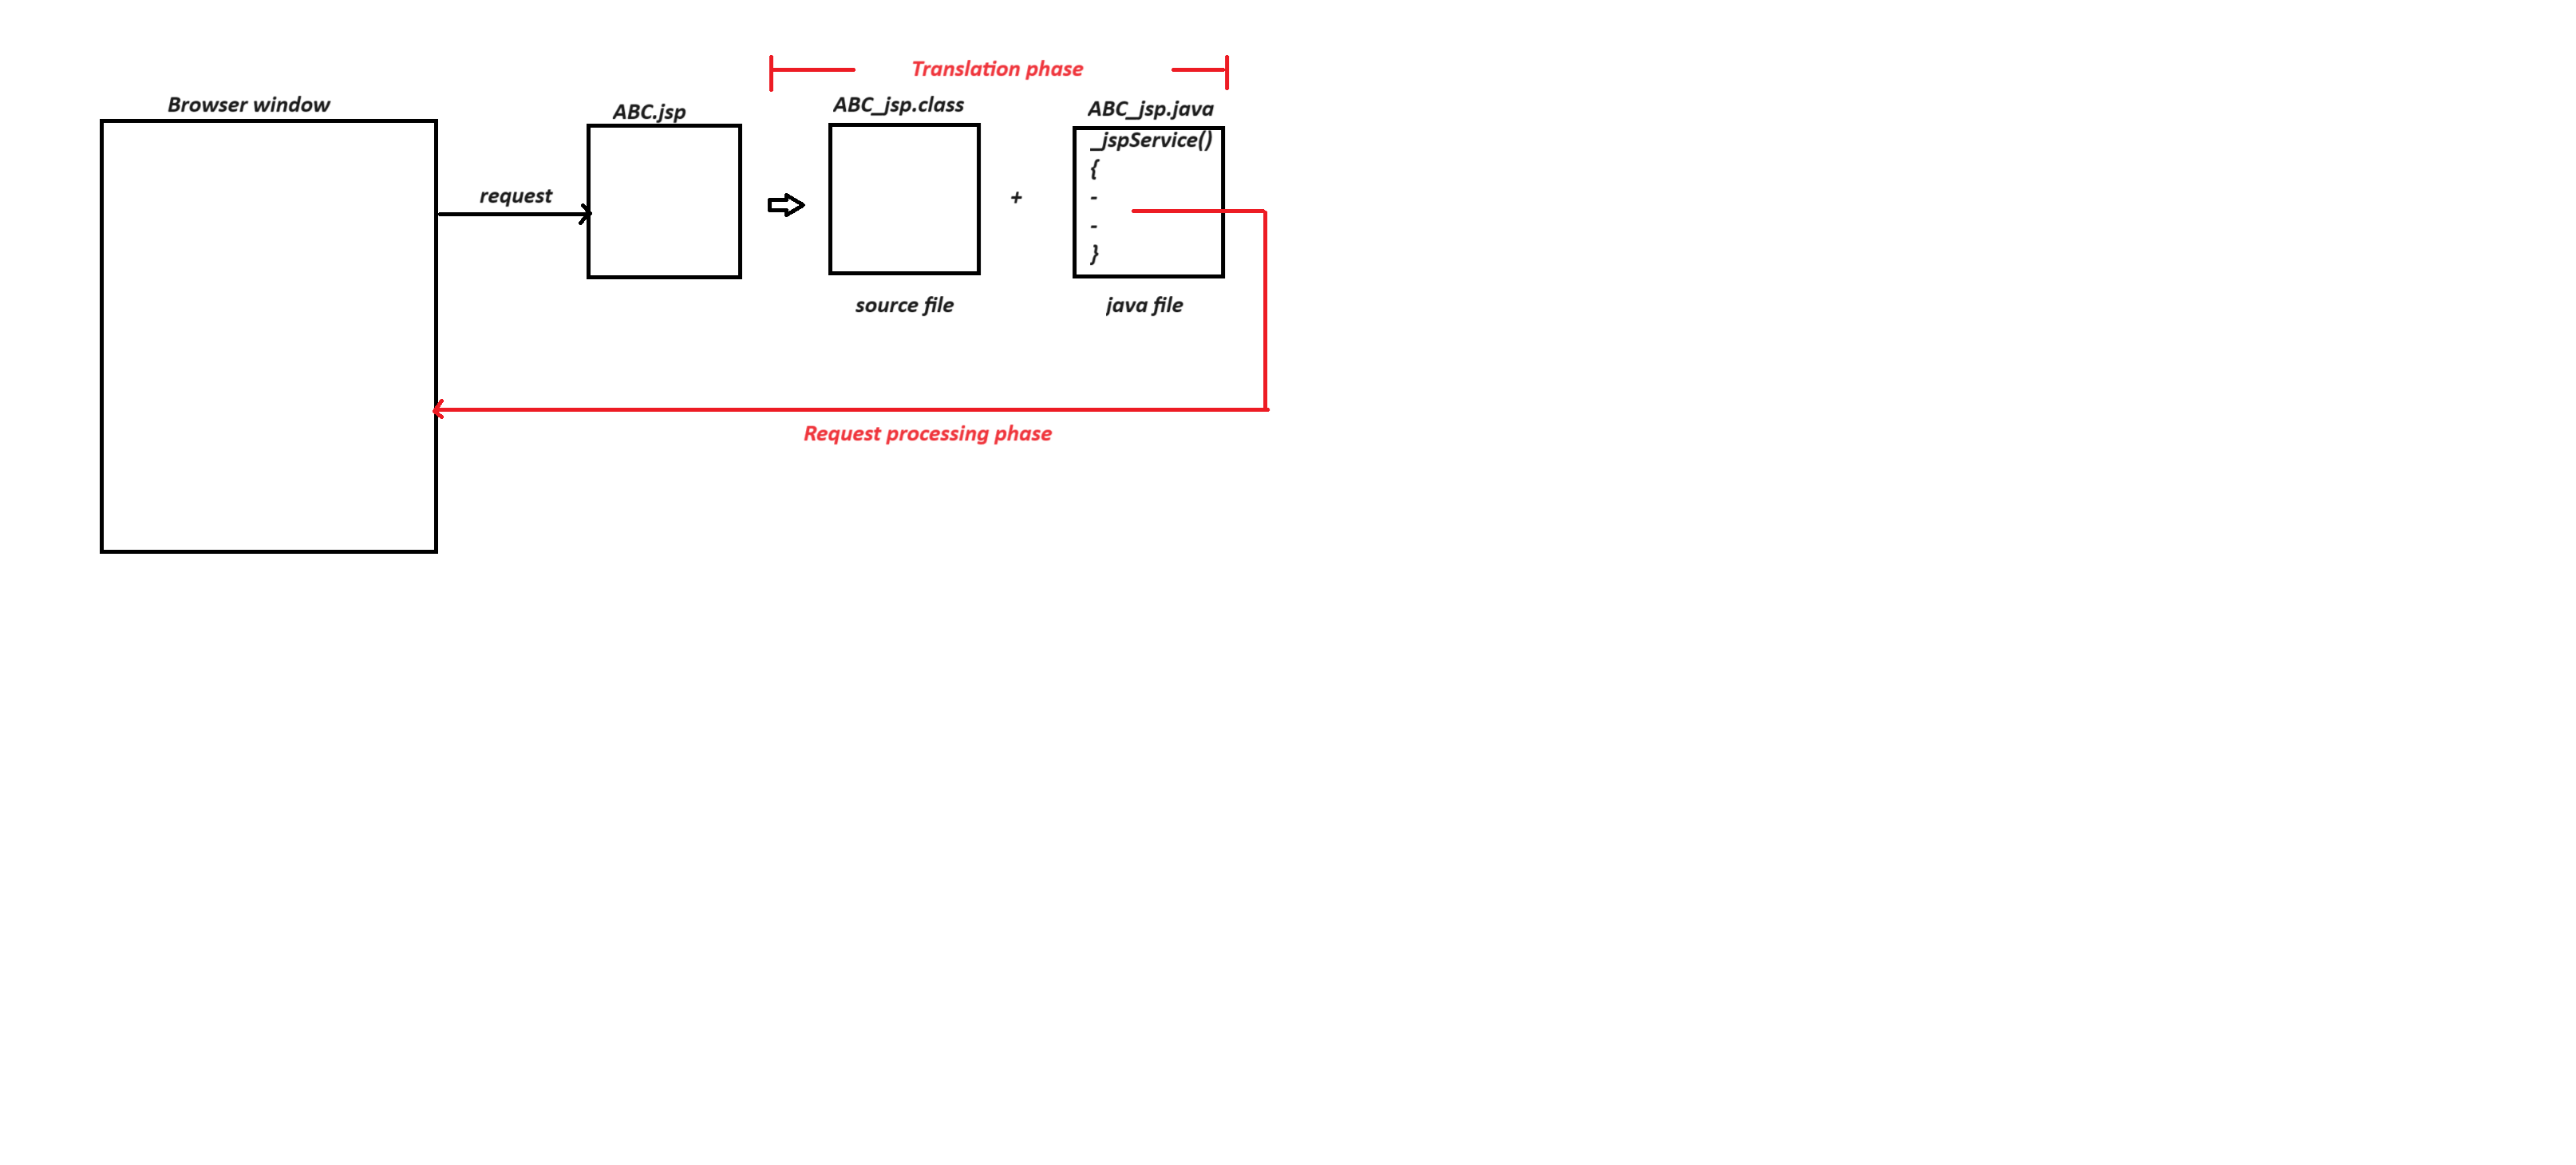 Translation phase
Browser window
ABC.jsp
ABC_jsp.class
ABC_jsp.java
_jspService()
{
-
-
}
request
+
source file
java file
Request processing phase